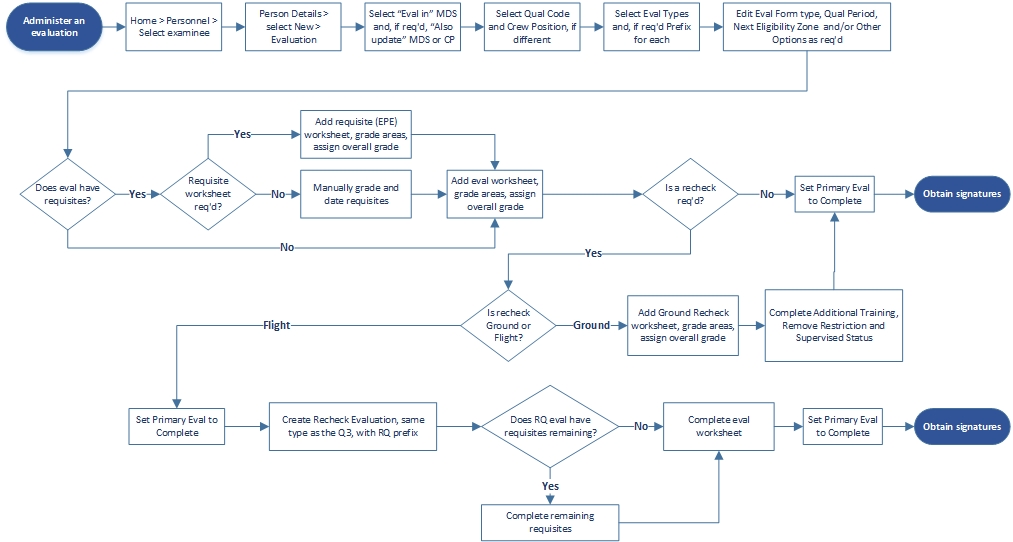 Administer an
evaluation
Home > Personnel >
Select examinee
Person Details >
select New >
Evaluation
Select “Eval in” MDS
and, if req’d, “Also
update” MDS or CP
Select Qual Code
and Crew Position, if
different
Select Eval Types
and, if req’d Prefix
for each
Edit Eval Form type, Qual Period,
Next Eligibility Zone and/or Other
Options as req’d
Does eval have
requisites?
Yes
Requisite
worksheet
req’d?
Yes
Add requisite (EPE)
worksheet, grade areas,
assign overall grade
No
Manually grade and
date requisites
No
Add eval worksheet,
grade areas, assign
overall grade
Is a recheck
req’d?
No
Set Primary Eval
to Complete
Obtain signatures
Yes
Is recheck
Ground or
Flight?
Ground
Add Ground Recheck
worksheet, grade areas,
assign overall grade
Complete Additional Training,
Remove Restriction and
Supervised Status
Flight
Set Primary Eval to
Complete
Create Recheck Evaluation, same
type as the Q3, with RQ prefix
Does RQ eval have
requisites remaining?
No
Complete eval
worksheet
Set Primary Eval
to Complete
Obtain signatures
Yes
Complete remaining
requisites